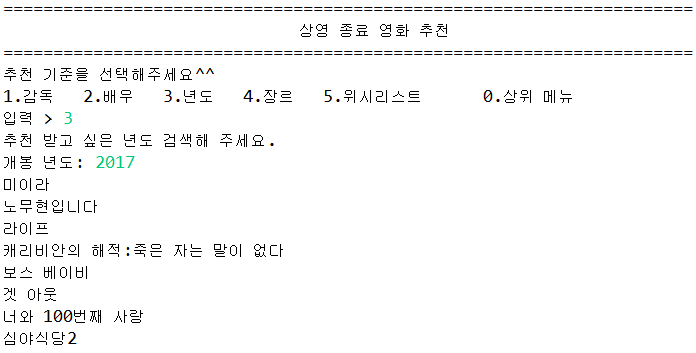 =====================================================================
상영 종료 영화 추천
=====================================================================
추천 기준을 선택해주세요^^
1.감독 2.배우 3.년도 4.장르 5.위시리스트 0.상위 메뉴
입력 > 3
추천 받고 싶은 년도 검색해 주세요.
개봉 년도: 2017
미이라
노무현입니다
라이프
캐리비안의 해적:죽은 자는 말이 없다
보스 베이비
겟 아웃
너와 100번째 사랑
심야식당2